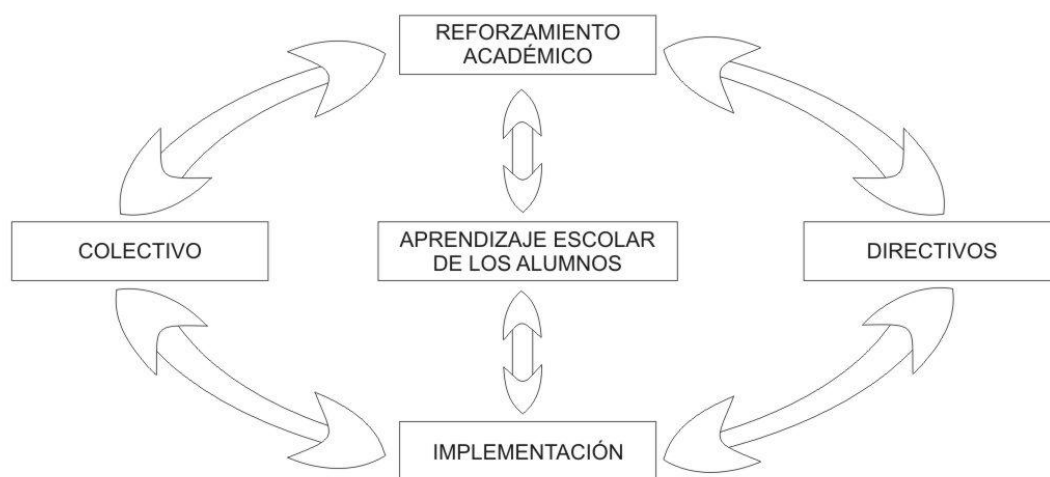 REFORZAMIENTO
ACADÉMICO
COLECTIVO
APRENDIZAJE ESCOLAR
DE LOS ALUMNOS
DIRECTIVOS
IMPLEMENTACIÓN